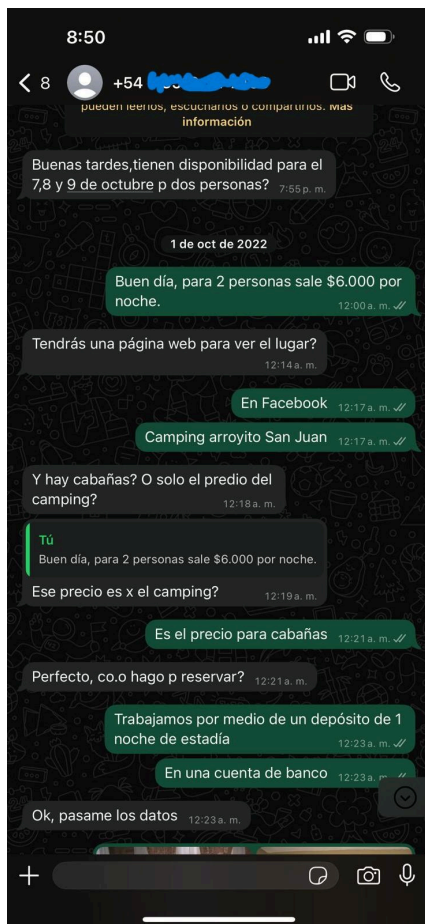 8:50
8
+54
pueden leerlos, escucharlos o compartirlos. Más
información
Buenas tardes,tienen disponibilidad para el
7,8 y 9 de octubre p dos personas? 7:55 p. m.
1 de oct de 2022
Buen día, para 2 personas sale $6.000 por
noche. 12:00 a. m.
Tendrás una página web para ver el lugar?
12:14 a. m.
En Facebook 12:17 a. m.
Camping arroyito San Juan 12:17 a. m.
Y hay cabañas? O solo el predio del
camping? 12:18 a. m.
Tú
Buen día, para 2 personas sale $6.000 por noche.
Ese precio es x el camping? 12:19 a. m.
Es el precio para cabañas 12:21 a. m.
Perfecto, co.o hago p reservar? 12:21 a. m.
Trabajamos por medio de un depósito de 1
noche de estadía 12:23 a. m.
En una cuenta de banco 12:23 a. m.
Ok, pasame los datos 12:23 a. m.